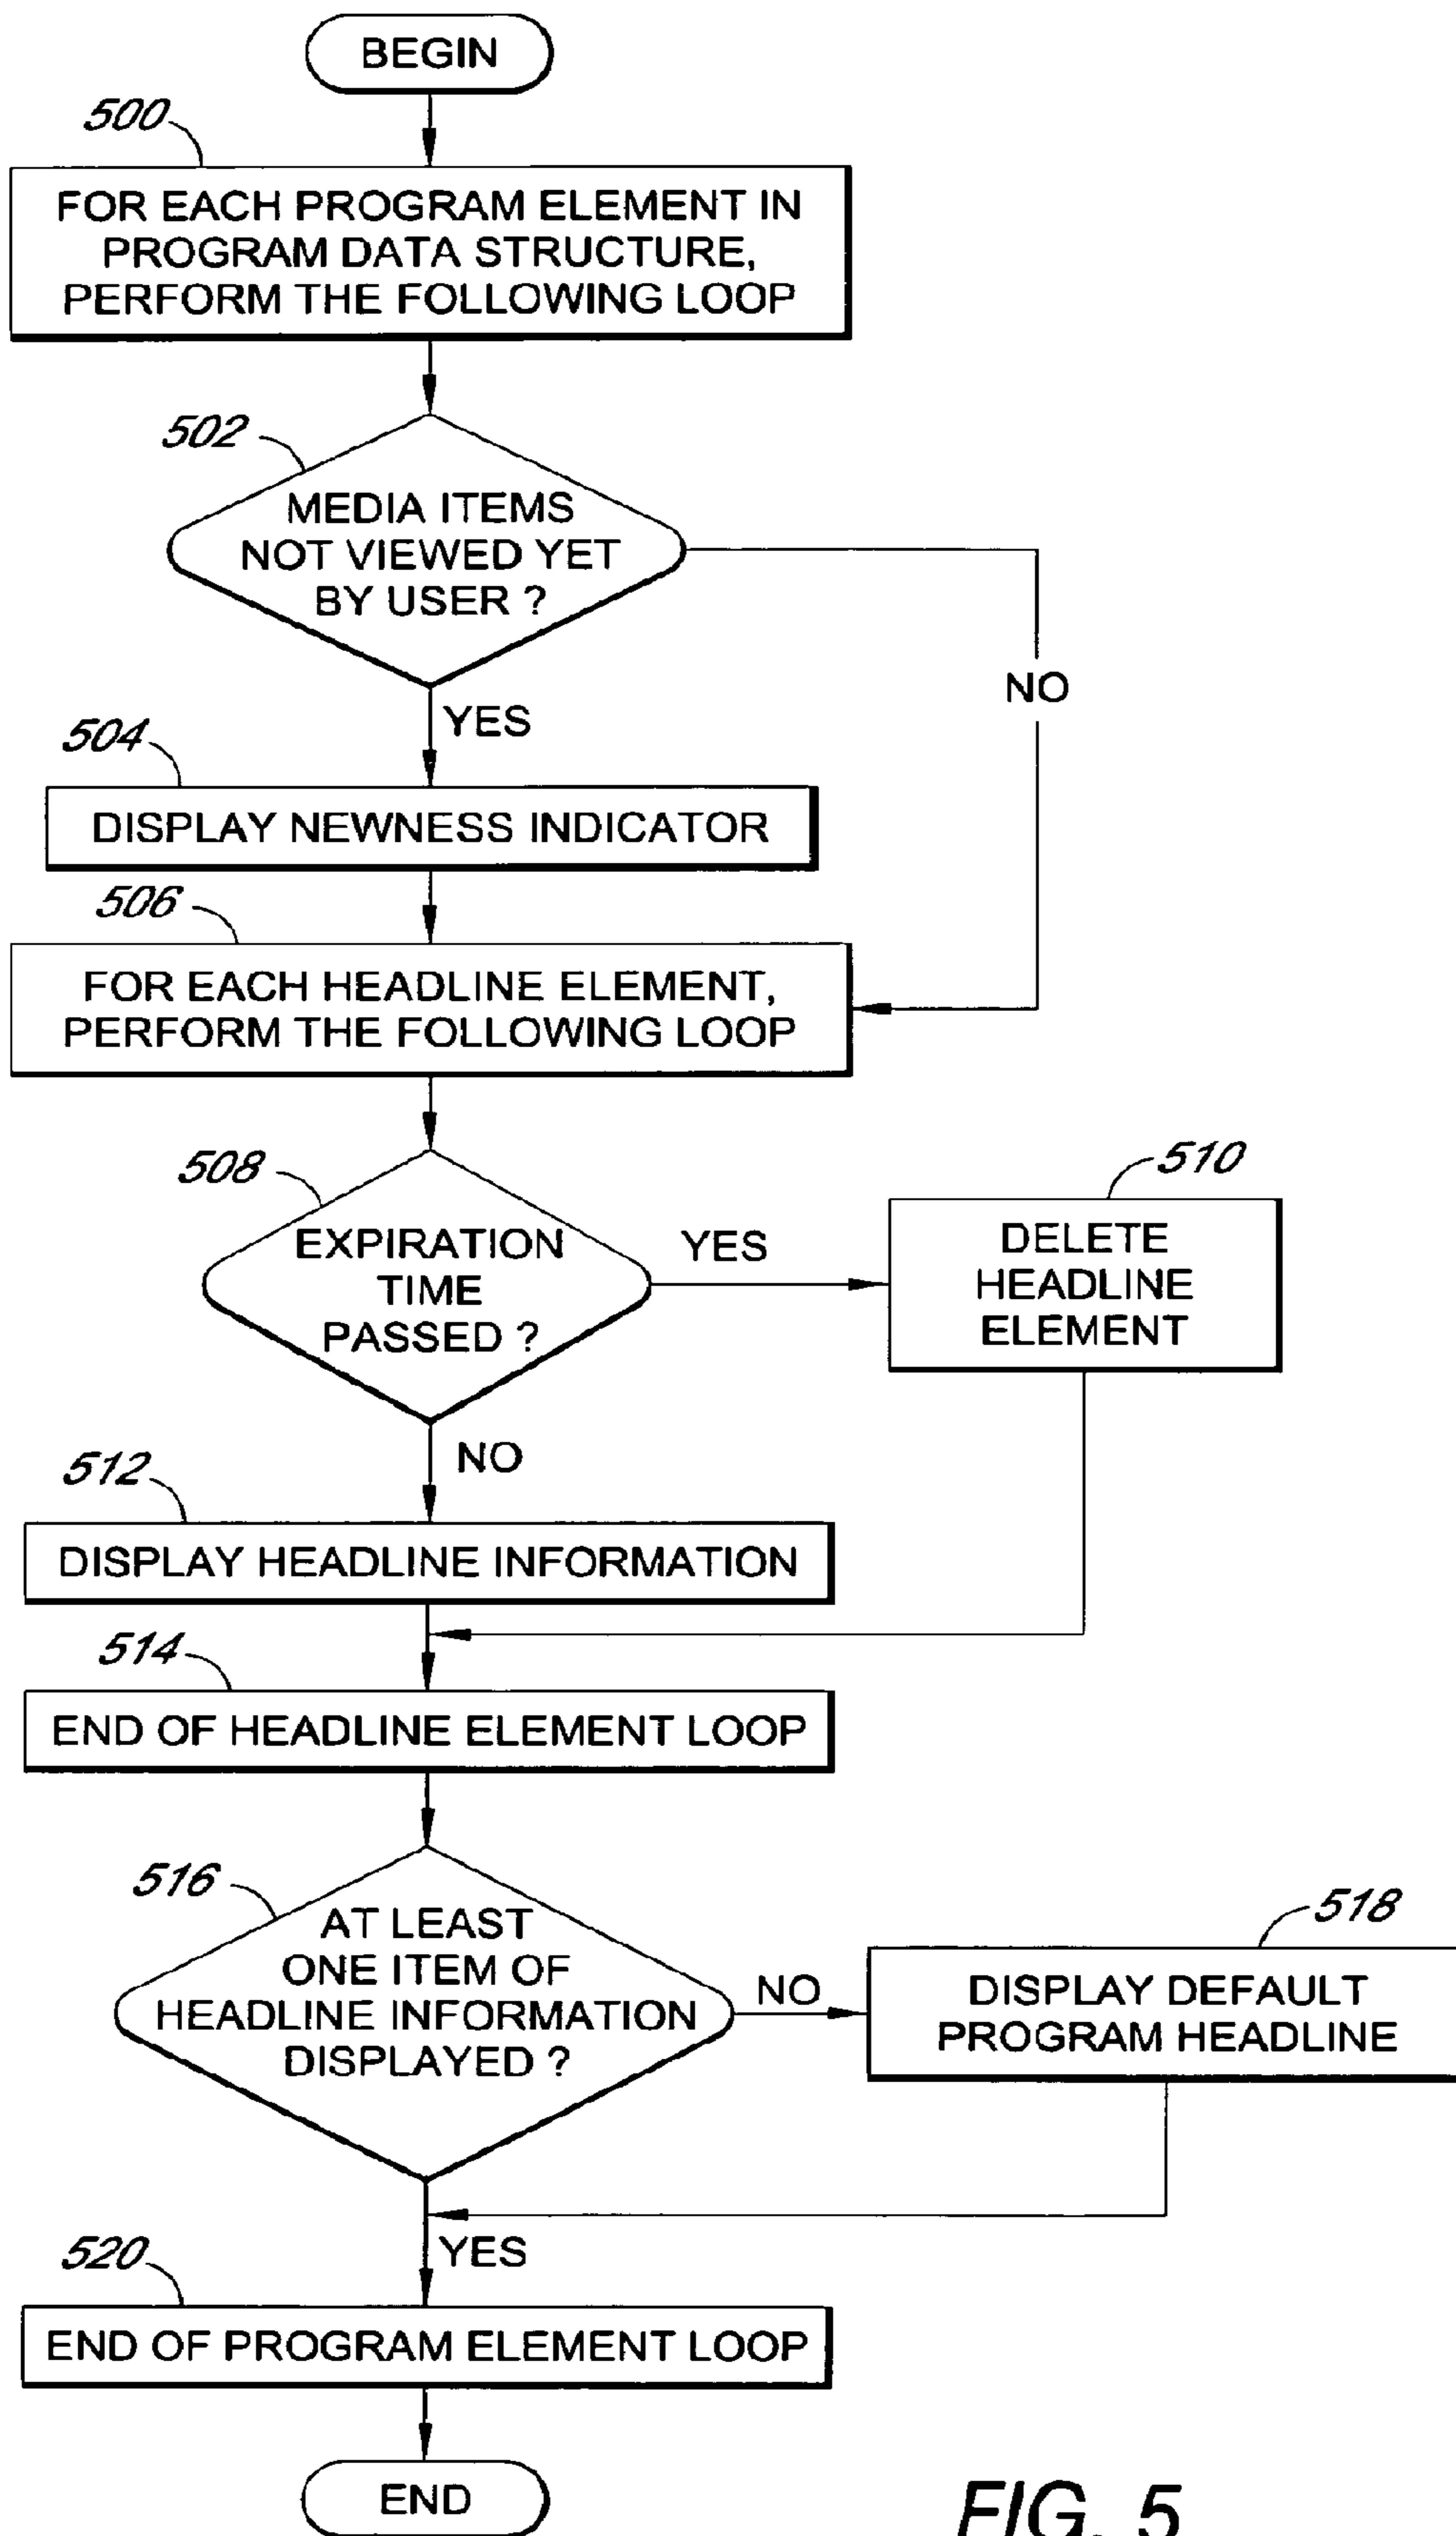 BEGIN
500
FOR EACH PROGRAM ELEMENT IN
PROGRAM DATA STRUCTURE,
PERFORM THE FOLLOWING LOOP
502
MEDIA ITEMS
NOT VIEWED YET
BY USER ?
NO
YES
504
DISPLAY NEWNESS INDICATOR
506
FOR EACH HEADLINE ELEMENT,
PERFORM THE FOLLOWING LOOP
508
EXPIRATION
TIME
PASSED ?
YES
510
DELETE
HEADLINE
ELEMENT
NO
512
DISPLAY HEADLINE INFORMATION
514
END OF HEADLINE ELEMENT LOOP
516
AT LEAST
ONE ITEM OF
HEADLINE INFORMATION
DISPLAYED ?
NO
518
DISPLAY DEFAULT
PROGRAM HEADLINE
YES
520
END OF PROGRAM ELEMENT LOOP
END
FIG. 5